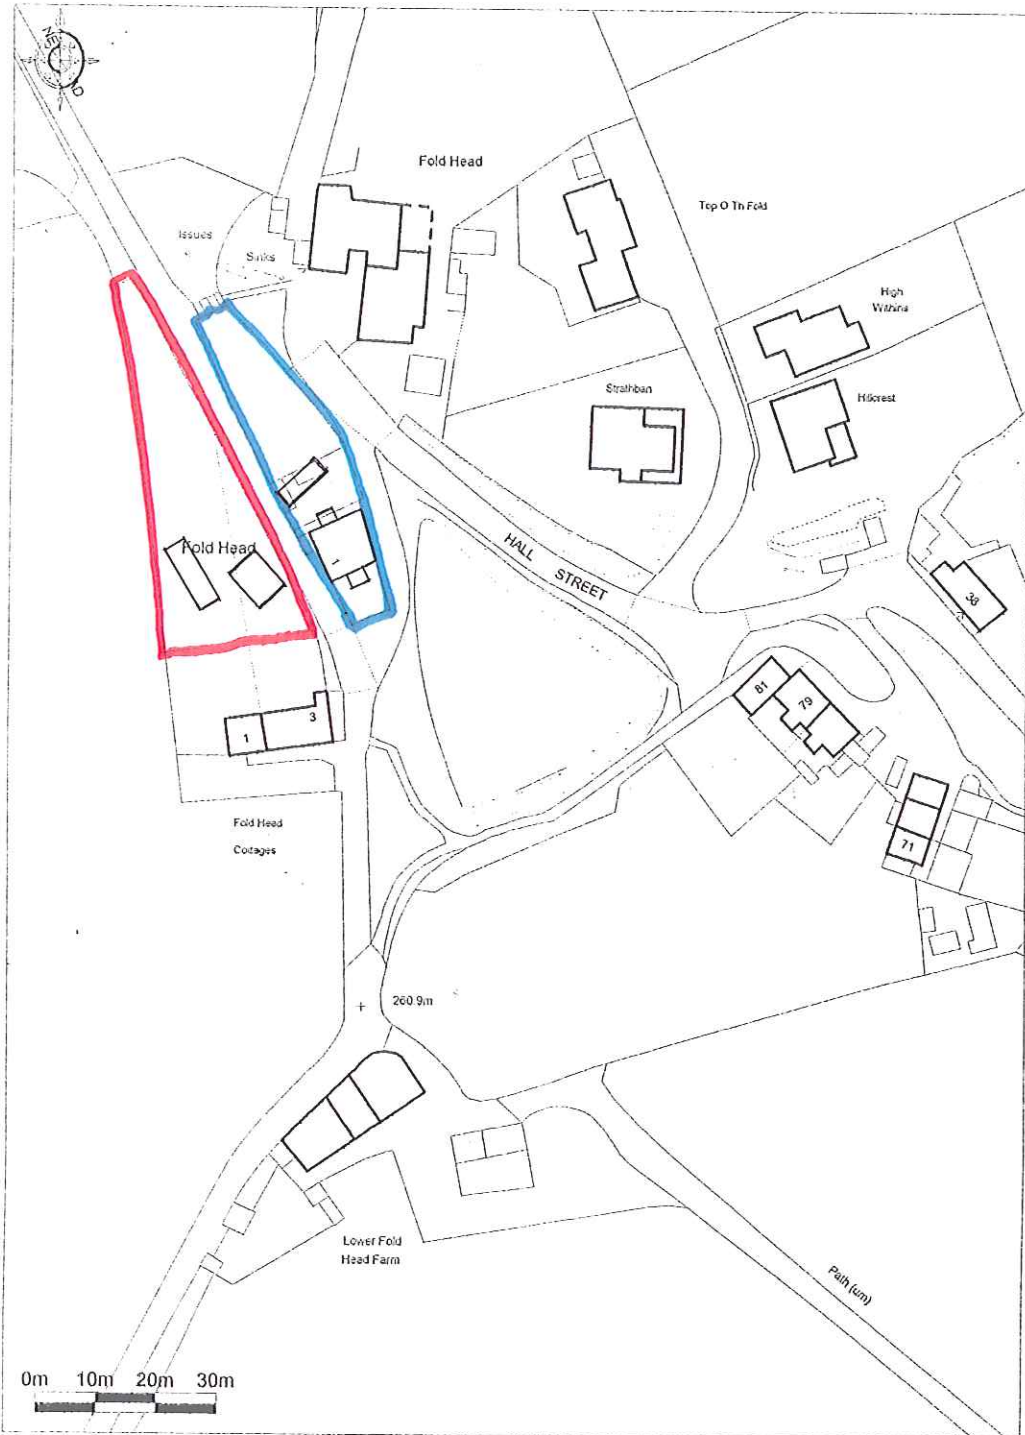 Fold Head
Top O Th Fold
Issues
Sinks
High
Withins
Strathban
Hillcrest
HALL STREET
Fold Head
38
81
79
1
3
71
Fold Head
Cottages
260.9m
Lower Fold
Head Farm
Path (um)
0m 10m 20m 30m